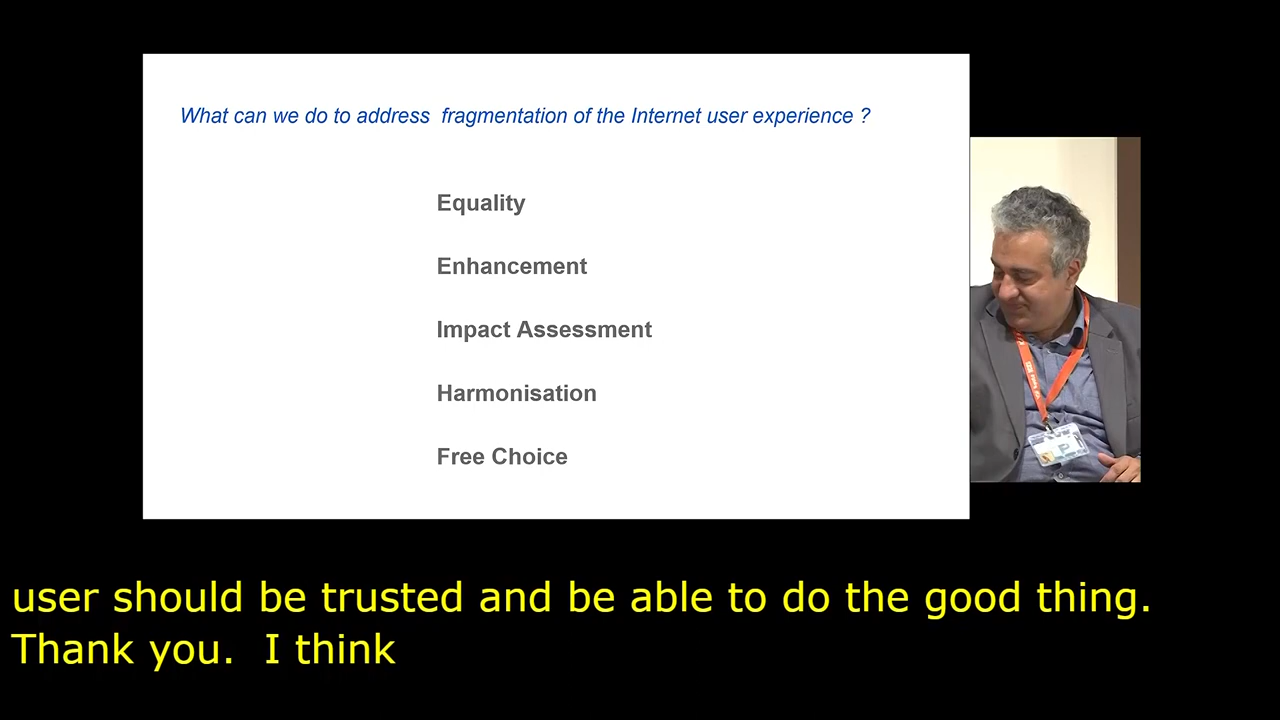 What can we do to address fragmentation of the Internet user experience ?
Equality
Enhancement
Impact Assessment
Harmonisation
Free Choice
user should be trusted and be able to do the good thing.
Thank you.  I think